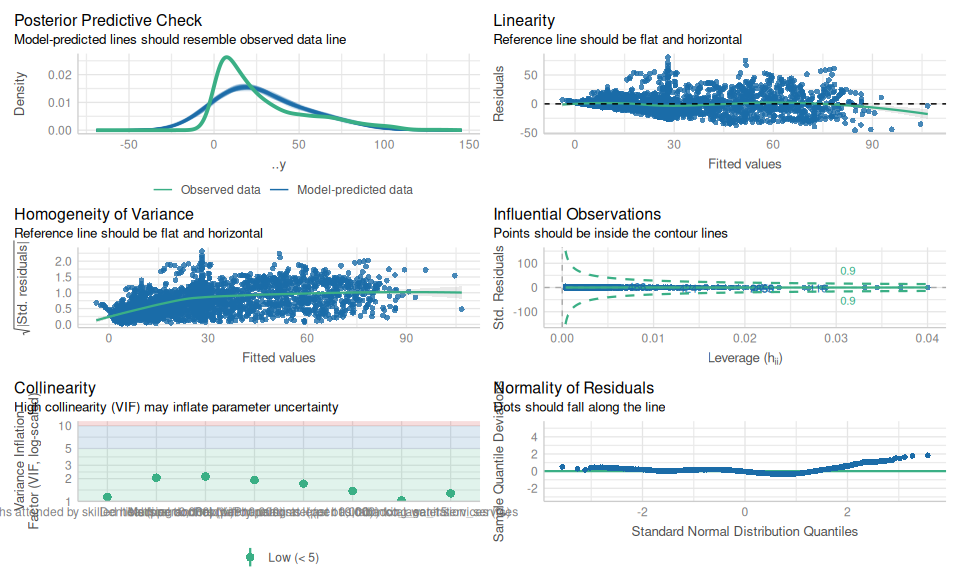 Posterior Predictive Check
Model-predicted lines should resemble observed data line
Density
0.02
0.01
0.00
-50
0
50
100
150
..y
Observed data
Model-predicted data
Linearity
Reference line should be flat and horizontal
Residuals
50
0
-50
0
30
60
90
Fitted values
Homogeneity of Variance
Reference line should be flat and horizontal
√|Std. residuals|
2.0
1.5
1.0
0.5
0.0
0
30
60
90
Fitted values
Influential Observations
Points should be inside the contour lines
Std. Residuals
100
0
-100
0.9
0.9
0.00
0.01
0.02
0.03
0.04
Leverage (hii)
Collinearity
High collinearity (VIF) may inflate parameter uncertainty
Variance Inflation
Factor (VIF, log-scaled)
10
5
3
2
1
attended by skilled
Low (< 5)
Normality of Residuals
Dots should fall along the line
Sample Quantile Deviations
4
2
0
-2
-2
0
2
Standard Normal Distribution Quantiles